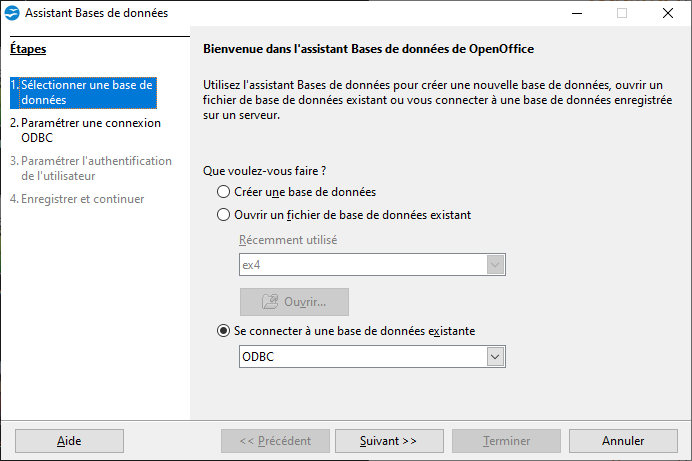 Assistant Bases de données
Étapes
1. Sélectionner une base de
données
2. Paramétrer une connexion
ODBC
3. Paramétrer l'authentification
de l'utilisateur
4. Enregistrer et continuer
Bienvenue dans l'assistant Bases de données de OpenOffice
Utilisez l'assistant Bases de données pour créer une nouvelle base de données, ouvrir un
fichier de base de données existant ou vous connecter à une base de données enregistrée
sur un serveur.
Que voulez-vous faire ?
Créer une base de données
Ouvrir un fichier de base de données existant
Récemment utilisé
ex4
Ouvrir...
Se connecter à une base de données existante
ODBC
Aide
<< Précédent
Suivant >>
Terminer
Annuler